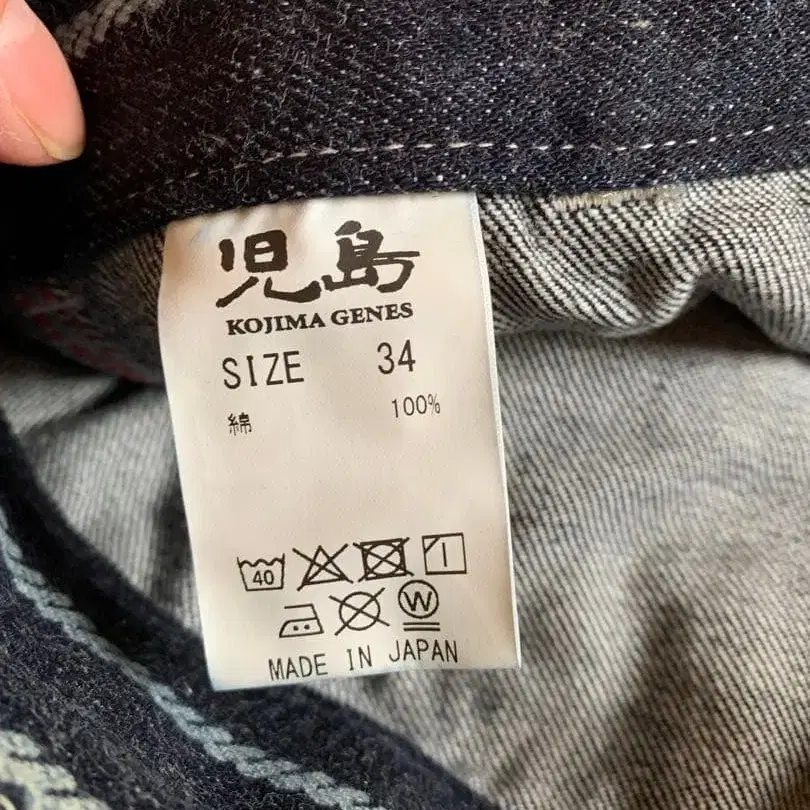 児島
KOJIMA GENES
SIZE 34
綿 100%
40
W
MADE IN JAPAN